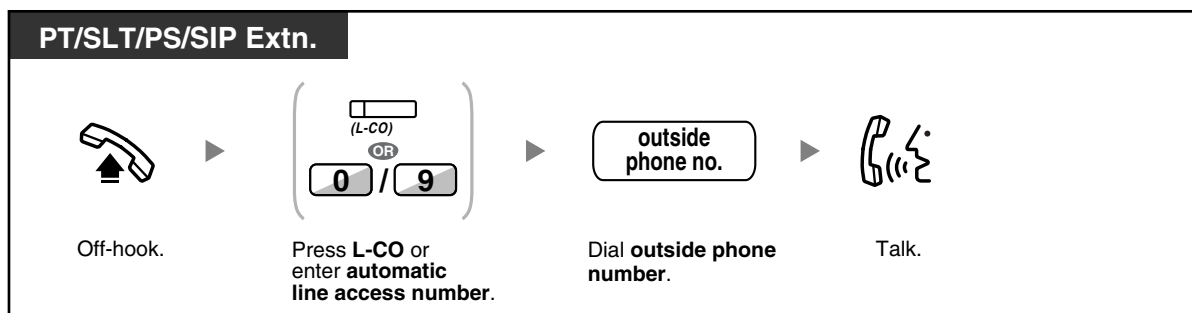 PT/SLT/PS/SIP Extn.
(L-CO)
OR
0 / 9
outside
phone no.
Off-hook.
Press L-CO or
enter automatic
line access number.
Dial outside phone
number.
Talk.